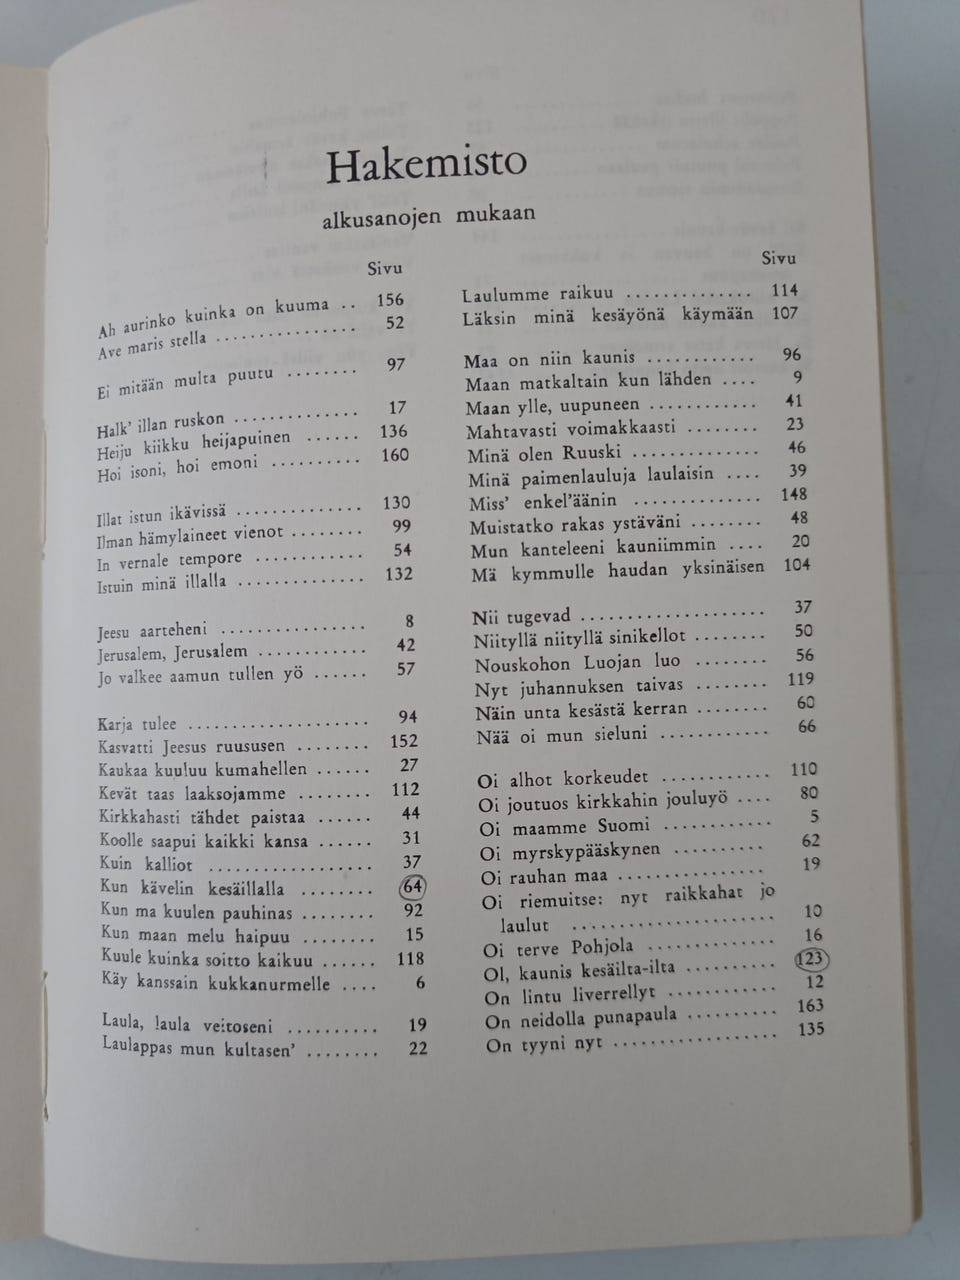 Hakemisto
alkusanojen mukaan
Sivu
Ah aurinko kuinka on kuuma .. 156
Ave maris stella ............. 52
Ei mitään multa puutu ........ 97
Halk' illan ruskon ............. 17
Heiju kiikku heijapuinen ...... 136
Hoi isoni, hoi emoni .......... 160
Illat istun ikävissä .............. 130
Ilman hämylaineet vienot ........ 99
In vernale tempore ............ 54
Istuin minä illalla .............. 132
Jeesu aarteheni ................ 8
Jerusalem, Jerusalem ............ 42
Jo valkee aamun tullen yö ...... 57
Karja tulee .................... 94
Kasvatti Jeesus ruususen ........ 152
Kaukaa kuuluu kumahellen ...... 27
Kevät taas laaksojamme ........ 112
Kirkkahasti tähdet paistaa ...... 44
Koolle saapui kaikki kansa ...... 31
Kuin kalliot .................. 37
Kun kävelin kesäillalla ........ 64
Kun ma kuulen pauhinas ........ 92
Kun maan melu haipuu ........ 15
Kuule kuinka soitto kaikuu ...... 118
Käy kanssain kukkanurmelle .... 6
Laula, laula veitoseni .......... 19
Laulappas mun kultasen' ........ 22
Sivu
Laulumme raikuu .............. 114
Läksin minä kesäyönä käymään 107
Maa on niin kaunis ............ 96
Maan matkaltain kun lähden .... 9
Maan ylle, uupuneen ............ 41
Mahtavasti voimakkaasti ........ 23
Minä olen Ruuski .............. 46
Minä paimenlauluja laulaisin .... 39
Miss' enkel'äänin .............. 148
Muistatko rakas ystäväni ........ 48
Mun kanteleeni kauniimmin .... 20
Mä kymmulle haudan yksinäisen 104
Nii tugevad .................... 37
Niityllä niityllä sinikellot ........ 50
Nouskohon Luojan luo ........ 56
Nyt juhannuksen taivas ........ 119
Näin unta kesästä kerran ........ 60
Nää oi mun sieluni ............ 66
Oi alhot korkeudet ............ 110
Oi joutuos kirkkahin jouluyö .... 80
Oi maamme Suomi ............ 5
Oi myrskypääskynen .......... 62
Oi rauhan maa ................ 19
Oi riemuitse: nyt raikkahat jo
laulut ...................... 10
Oi terve Pohjola .............. 16
Ol, kaunis kesäilta-ilta .......... 123
On lintu liverrellyt ............ 12
On neidolla punapaula .......... 163
On tyyni nyt .................. 135